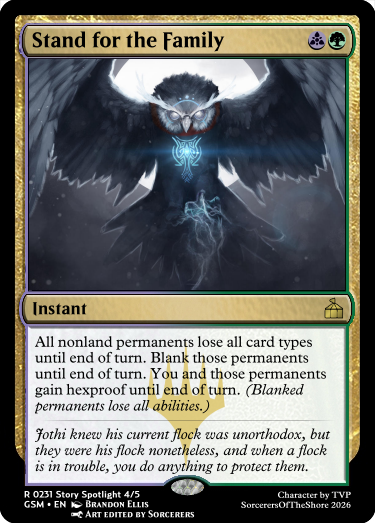 Stand for the Family
Instant
All nonland permanents lose all card types
until end of turn. Blank those permanents
until end of turn. You and those permanents
gain hexproof until end of turn. (Blanked
permanents lose all abilities.)
Jothi knew his current flock was unorthodox, but
they were his flock nonetheless, and when a flock
is in trouble, you do anything to protect them.
R 0231 Story Spotlight 4/5
GSM • EN BRANDON ELLIS
ART EDITED BY SORCERERS
Character by TVP
SorcerersOfTheShore 2026